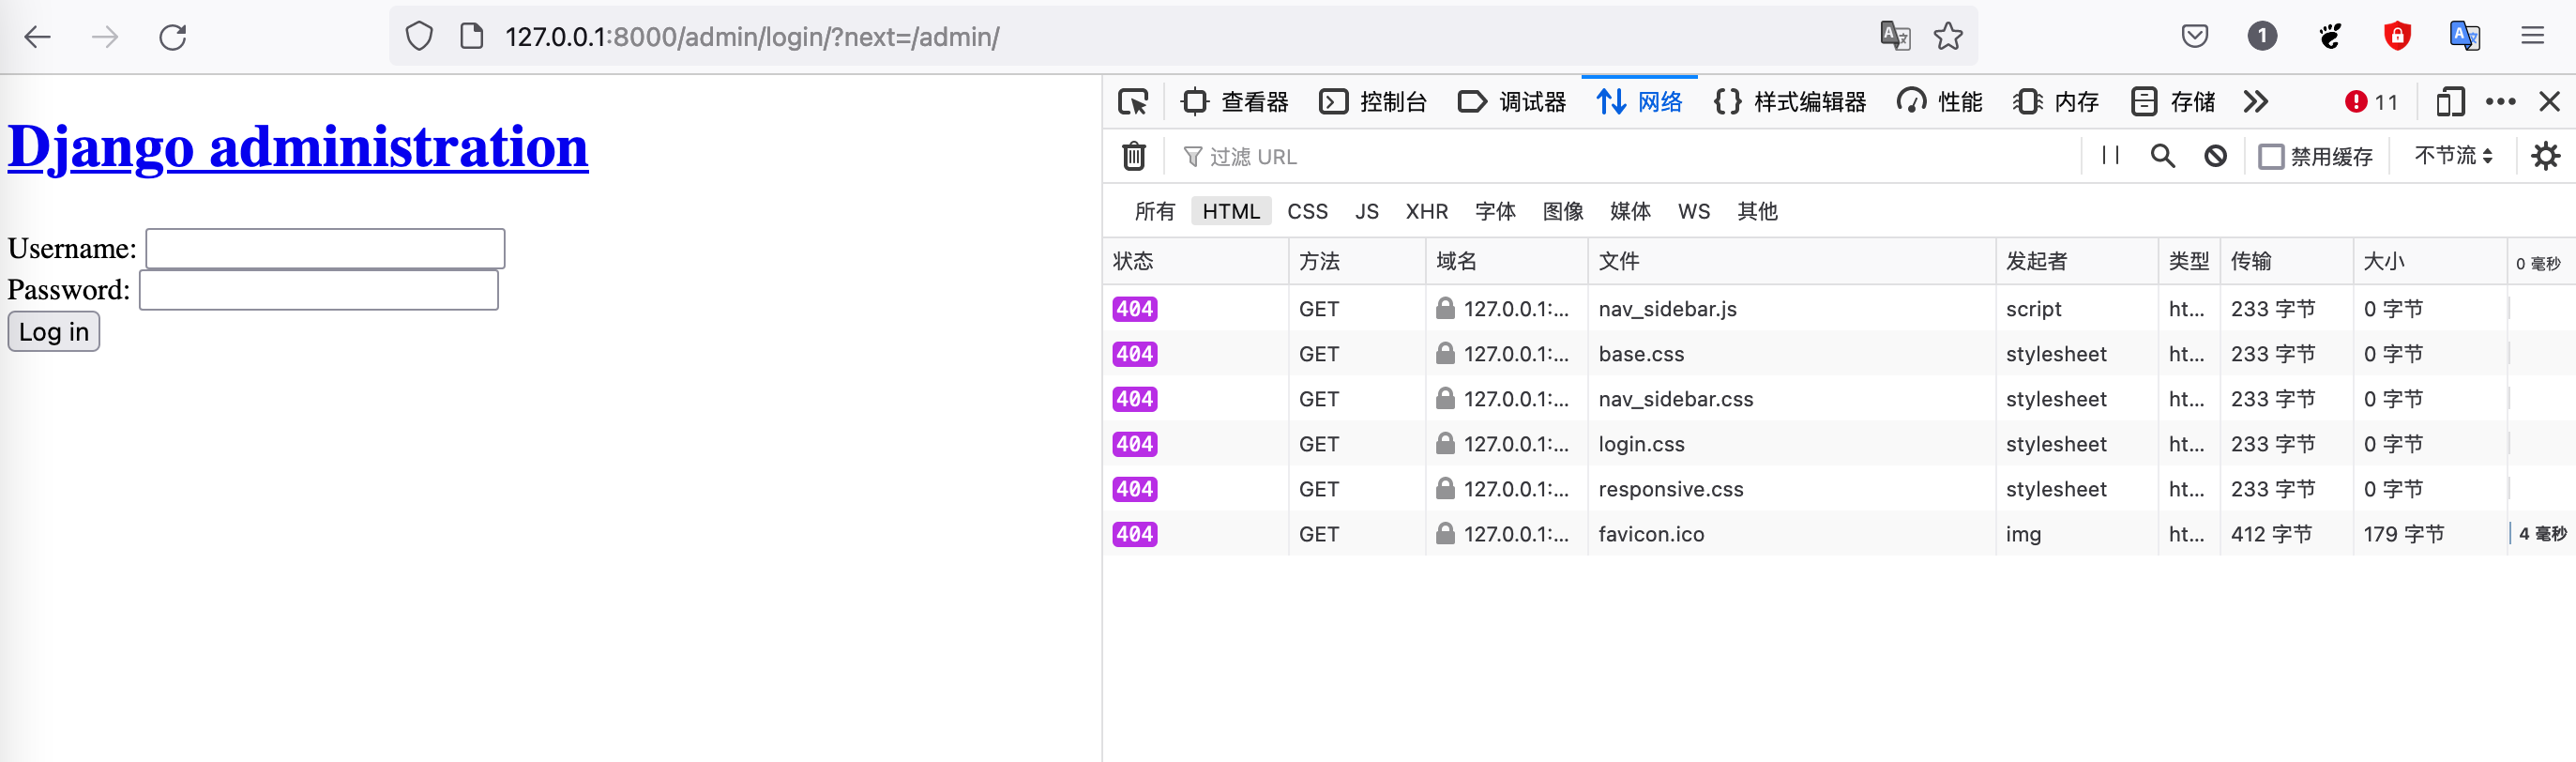 127.0.0.1:8000/admin/login/?next=/admin/
1
Django administration
Username:
Password:
Log in
查看器 控制台 调试器 网络 样式编辑器 性能 内存 存储 11
过滤 URL 禁用缓存 不节流
所有 HTML CSS JS XHR 字体 图像 媒体 WS 其他
状态 方法 域名 文件 发起者 类型 传输 大小 0 毫秒
404 GET 127.0.0.1:... nav_sidebar.js script ht... 233 字节 0 字节
404 GET 127.0.0.1:... base.css stylesheet ht... 233 字节 0 字节
404 GET 127.0.0.1:... nav_sidebar.css stylesheet ht... 233 字节 0 字节
404 GET 127.0.0.1:... login.css stylesheet ht... 233 字节 0 字节
404 GET 127.0.0.1:... responsive.css stylesheet ht... 233 字节 0 字节
404 GET 127.0.0.1:... favicon.ico img ht... 412 字节 179 字节 4 毫秒